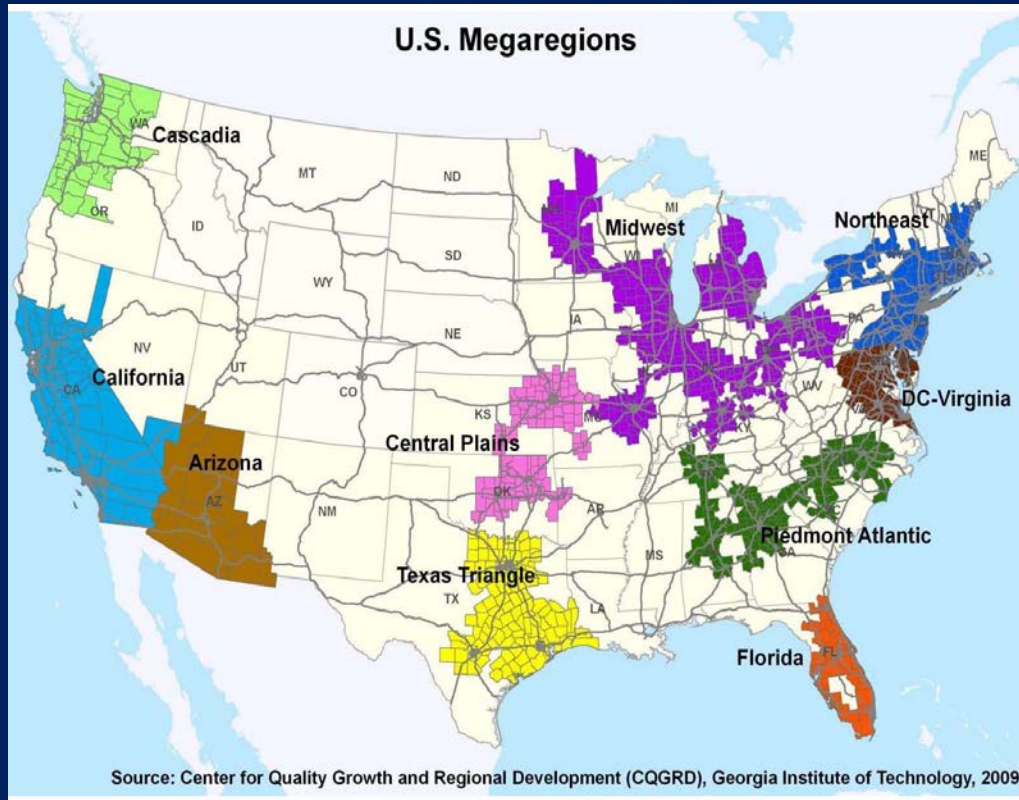 U.S. Megaregions
WA
Cascadia
ME
MT
ND
OR
MI
Northeast
ID
Midwest
WI
SD
WY
IA
PA
NE
NV
UT
California
CA
CO
WV
DC-Virginia
KS
MO
KY
Central Plains
Arizona
AZ
OK
NM
AR
Piedmont Atlantic
MS
GA
Texas Triangle
TX
LA
Florida
FL
Source: Center for Quality Growth and Regional Development (CQGRD), Georgia Institute of Technology, 2009